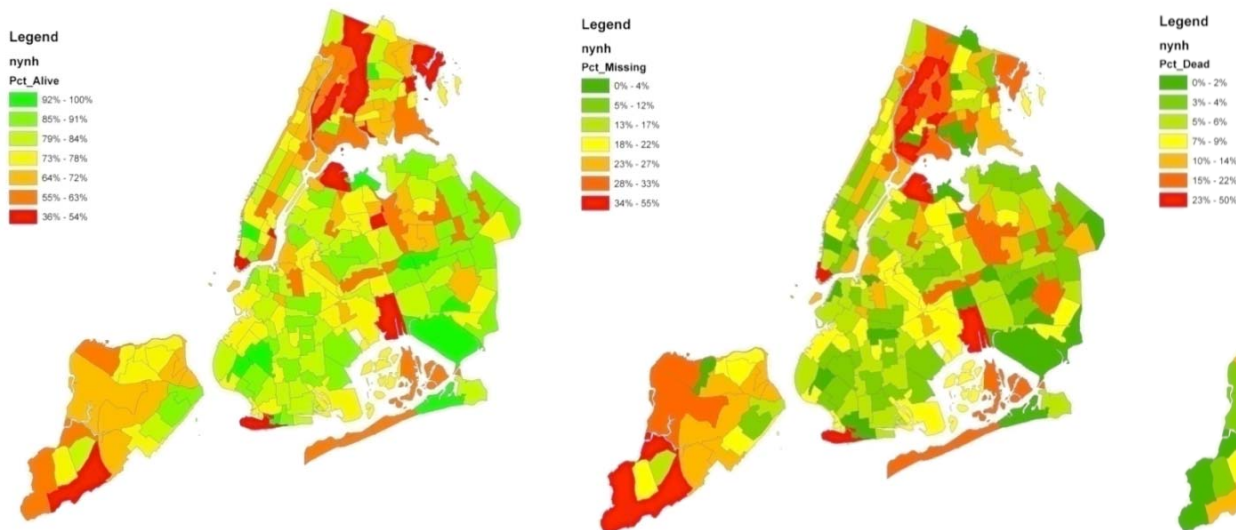 Legend
nynh
Pct_Alive
92% - 100%
85% - 91%
79% - 84%
73% - 78%
64% - 72%
55% - 63%
36% - 54%
Legend
nynh
Pct_Missing
0% - 4%
5% - 12%
13% - 17%
18% - 22%
23% - 27%
28% - 33%
34% - 55%
Legend
nynh
Pct_Dead
0% - 2%
3% - 4%
5% - 6%
7% - 9%
10% - 14%
15% - 22%
23% - 50%